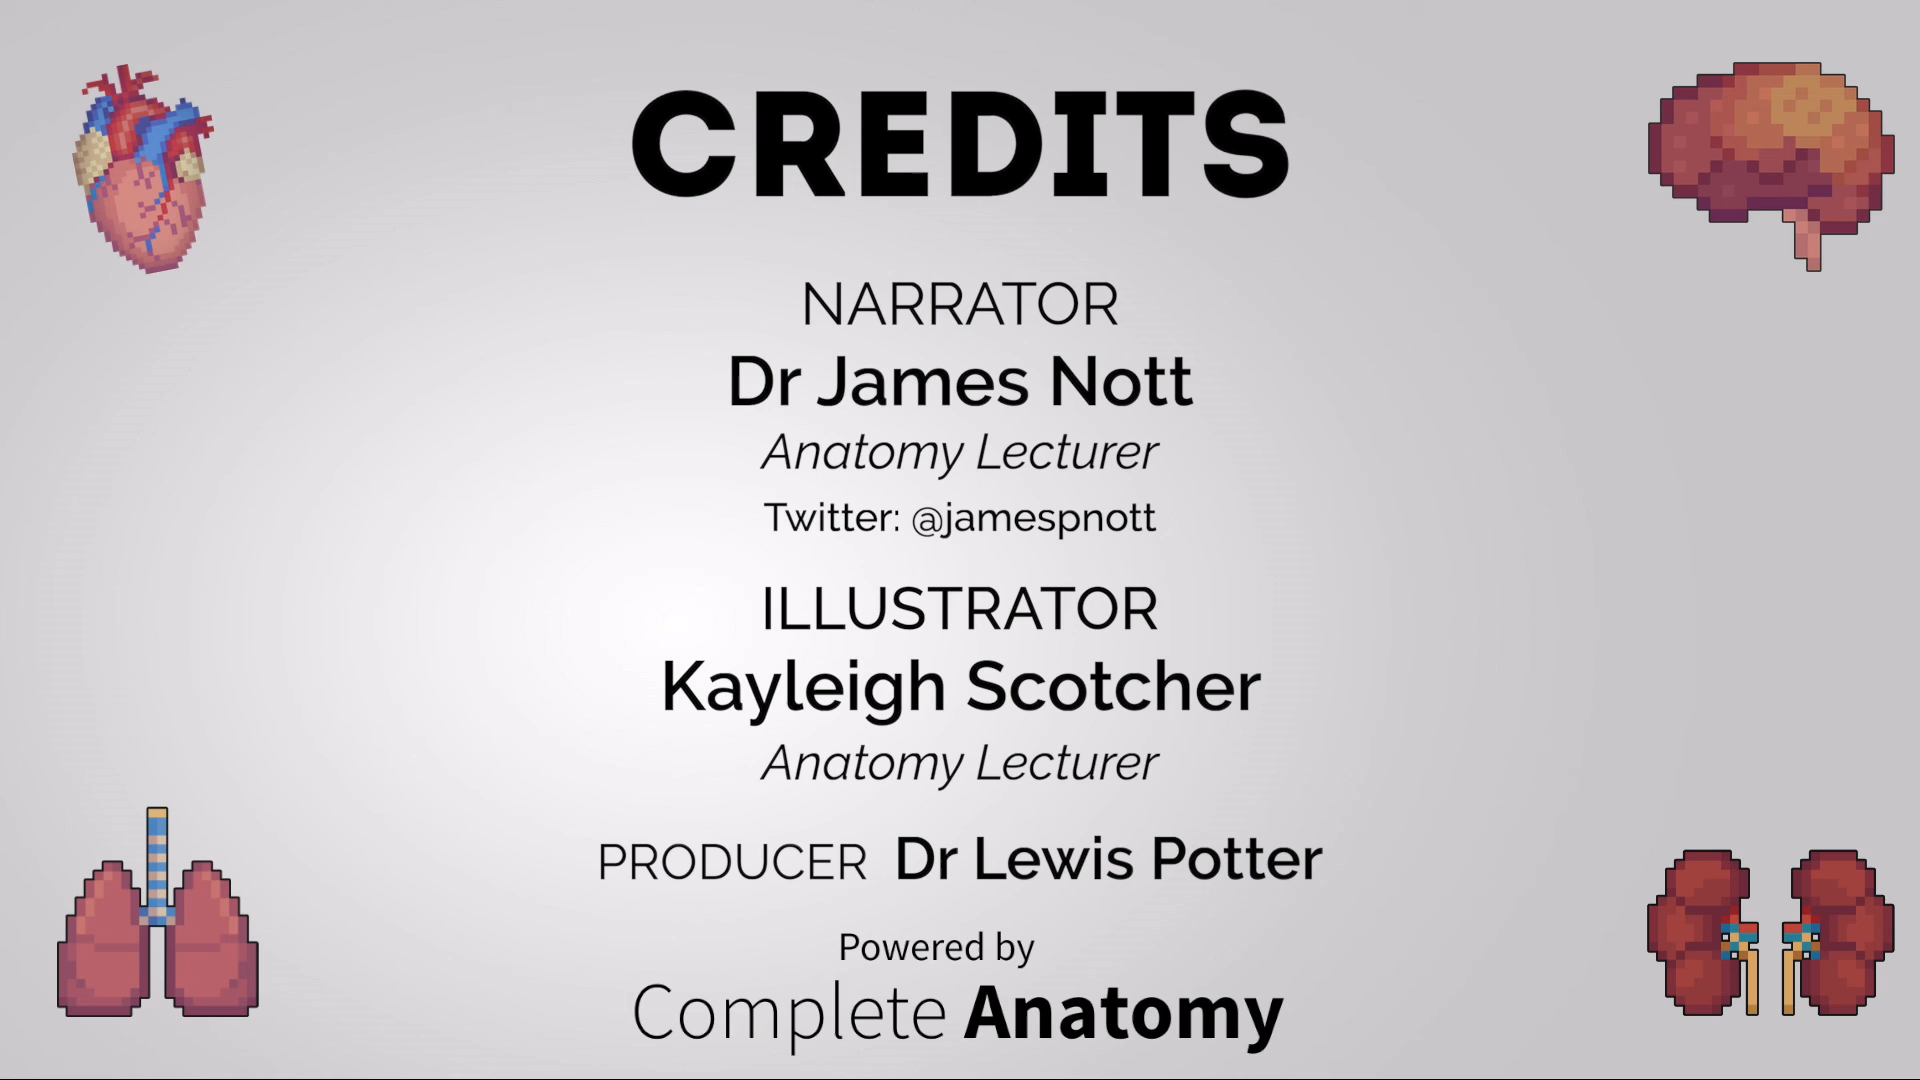 CREDITS
NARRATOR
Dr James Nott
Anatomy Lecturer
Twitter: @jamespnott
ILLUSTRATOR
Kayleigh Scotcher
Anatomy Lecturer
PRODUCER Dr Lewis Potter
Powered by
Complete Anatomy